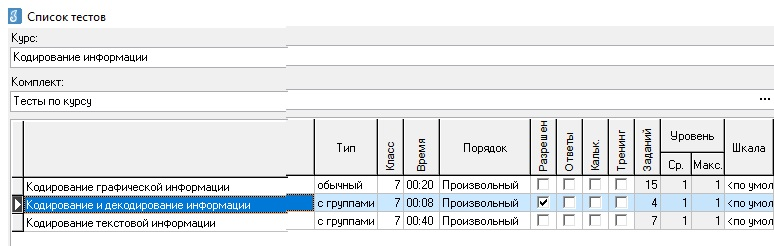 Список тестов
Курс:
Кодирование информации
Комплект:
Тесты по курсу ...
Тип Класс Время Порядок Разрешен Ответы Кальк. Тренинг Заданий Уровень Шкала
Ср. Макс.
Кодирование графической информации обычный 7 00:20 Произвольный 15 1 1 <по умол
Кодирование и декодирование информации с группами 7 00:08 Произвольный 4 1 1 <по умол
Кодирование текстовой информации с группами 7 00:40 Произвольный 7 1 1 <по умол